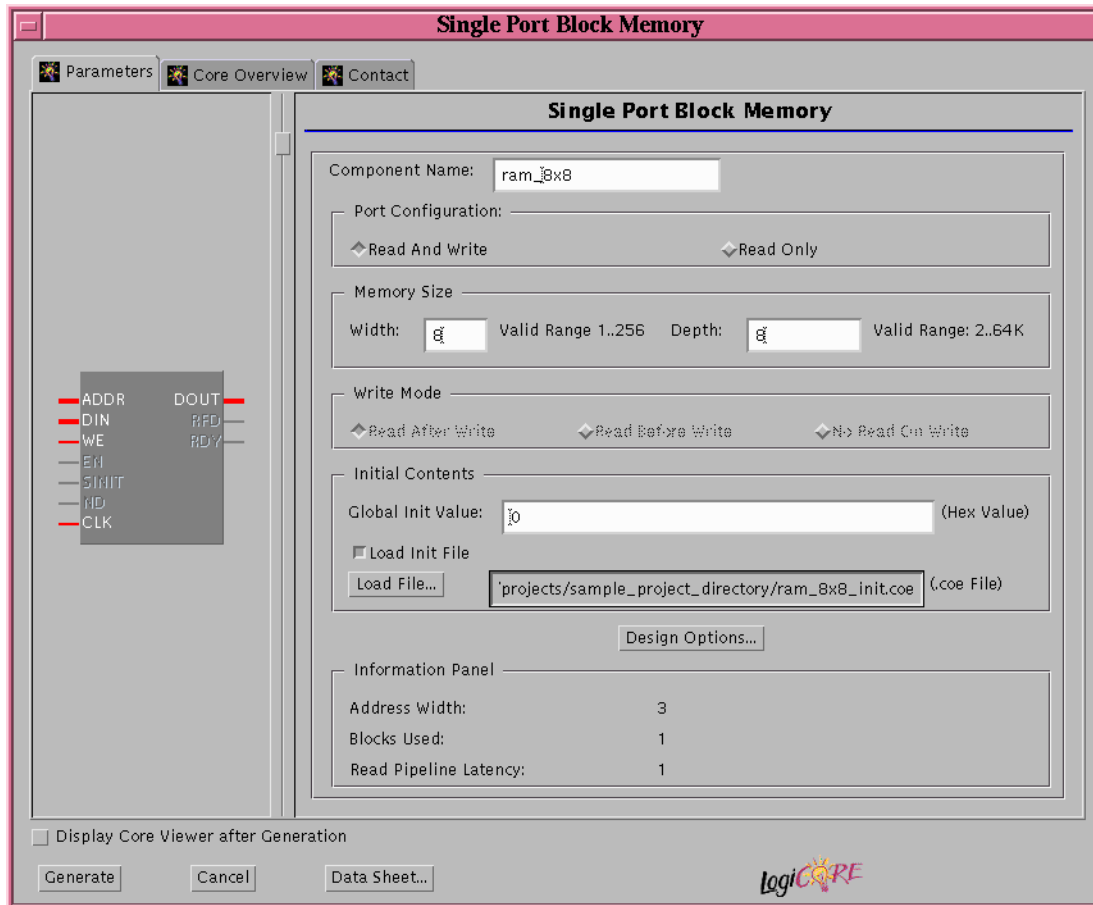 Single Port Block Memory
Parameters Core Overview Contact
Single Port Block Memory
Component Name: ram_8x8
Port Configuration:
Read And Write Read Only
Memory Size
Width: 8 Valid Range 1..256 Depth: 8 Valid Range: 2..64K
ADDR DOUT
DIN RFD
WE RDY
EN
SINIT
ND
CLK
Write Mode
Read After Write Read Before Write No Read On Write
Initial Contents
Global Init Value: 0 (Hex Value)
Load Init File
Load File... projects/sample_project_directory/ram_8x8_init.coe (.coe File)
Design Options...
Information Panel
Address Width: 3
Blocks Used: 1
Read Pipeline Latency: 1
Display Core Viewer after Generation
Generate Cancel Data Sheet... LogiCORE